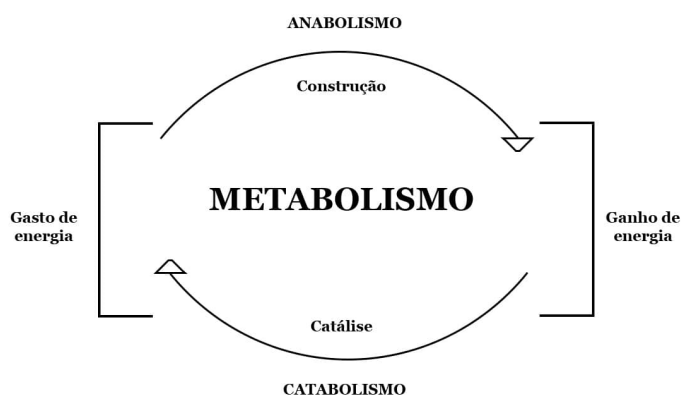 ANABOLISMO
Construção
METABOLISMO
Gasto de
energia
Ganho de
energia
Catálise
CATABOLISMO